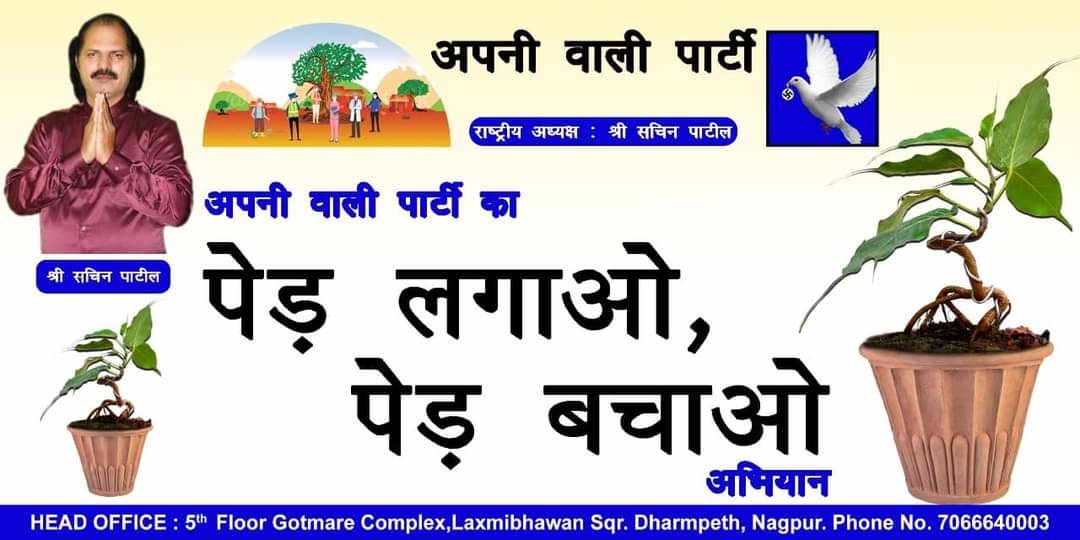 अपनी वाली पार्टी
राष्ट्रीय अध्यक्ष : श्री सचिन पाटील
श्री सचिन पाटील
अपनी वाली पार्टी का
पेड़ लगाओ,
पेड़ बचाओ
अभियान
HEAD OFFICE : 5th Floor Gotmare Complex,Laxmibhawan Sqr. Dharmpeth, Nagpur. Phone No. 7066640003